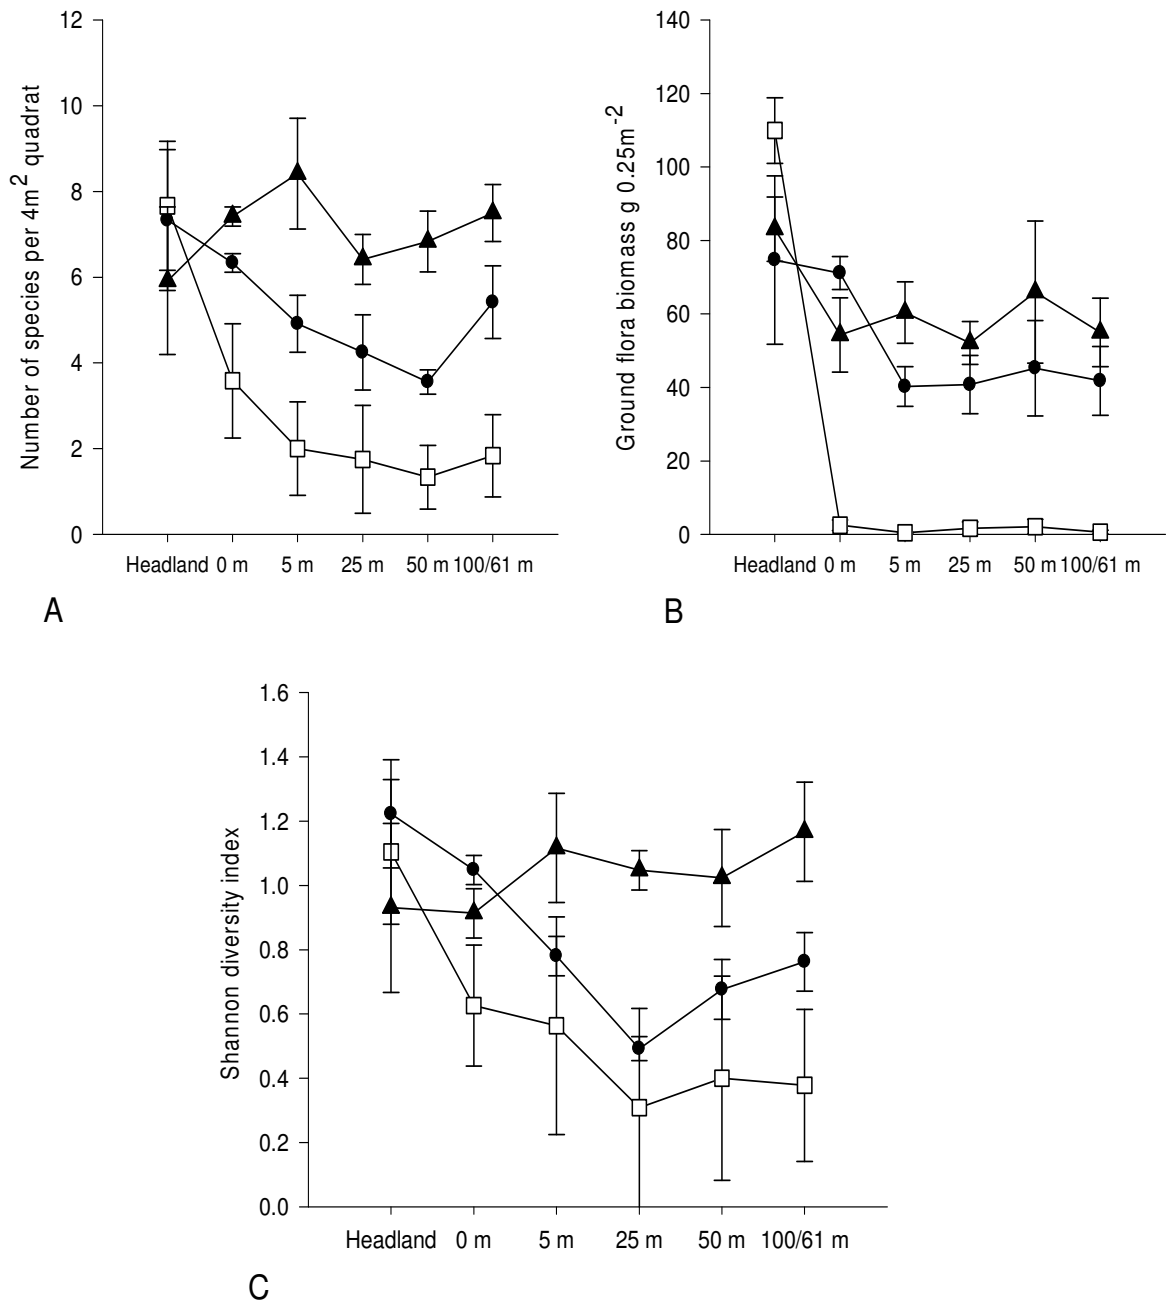 12
10
8
6
4
2
0
Number of species per 4m² quadrat
Headland 0 m 5 m 25 m 50 m 100/61 m
A
140
120
100
80
60
40
20
0
Ground flora biomass g 0.25m⁻²
Headland 0 m 5 m 25 m 50 m 100/61 m
B
1.6
1.4
1.2
1.0
0.8
0.6
0.4
0.2
0.0
Shannon diversity index
Headland 0 m 5 m 25 m 50 m 100/61 m
C